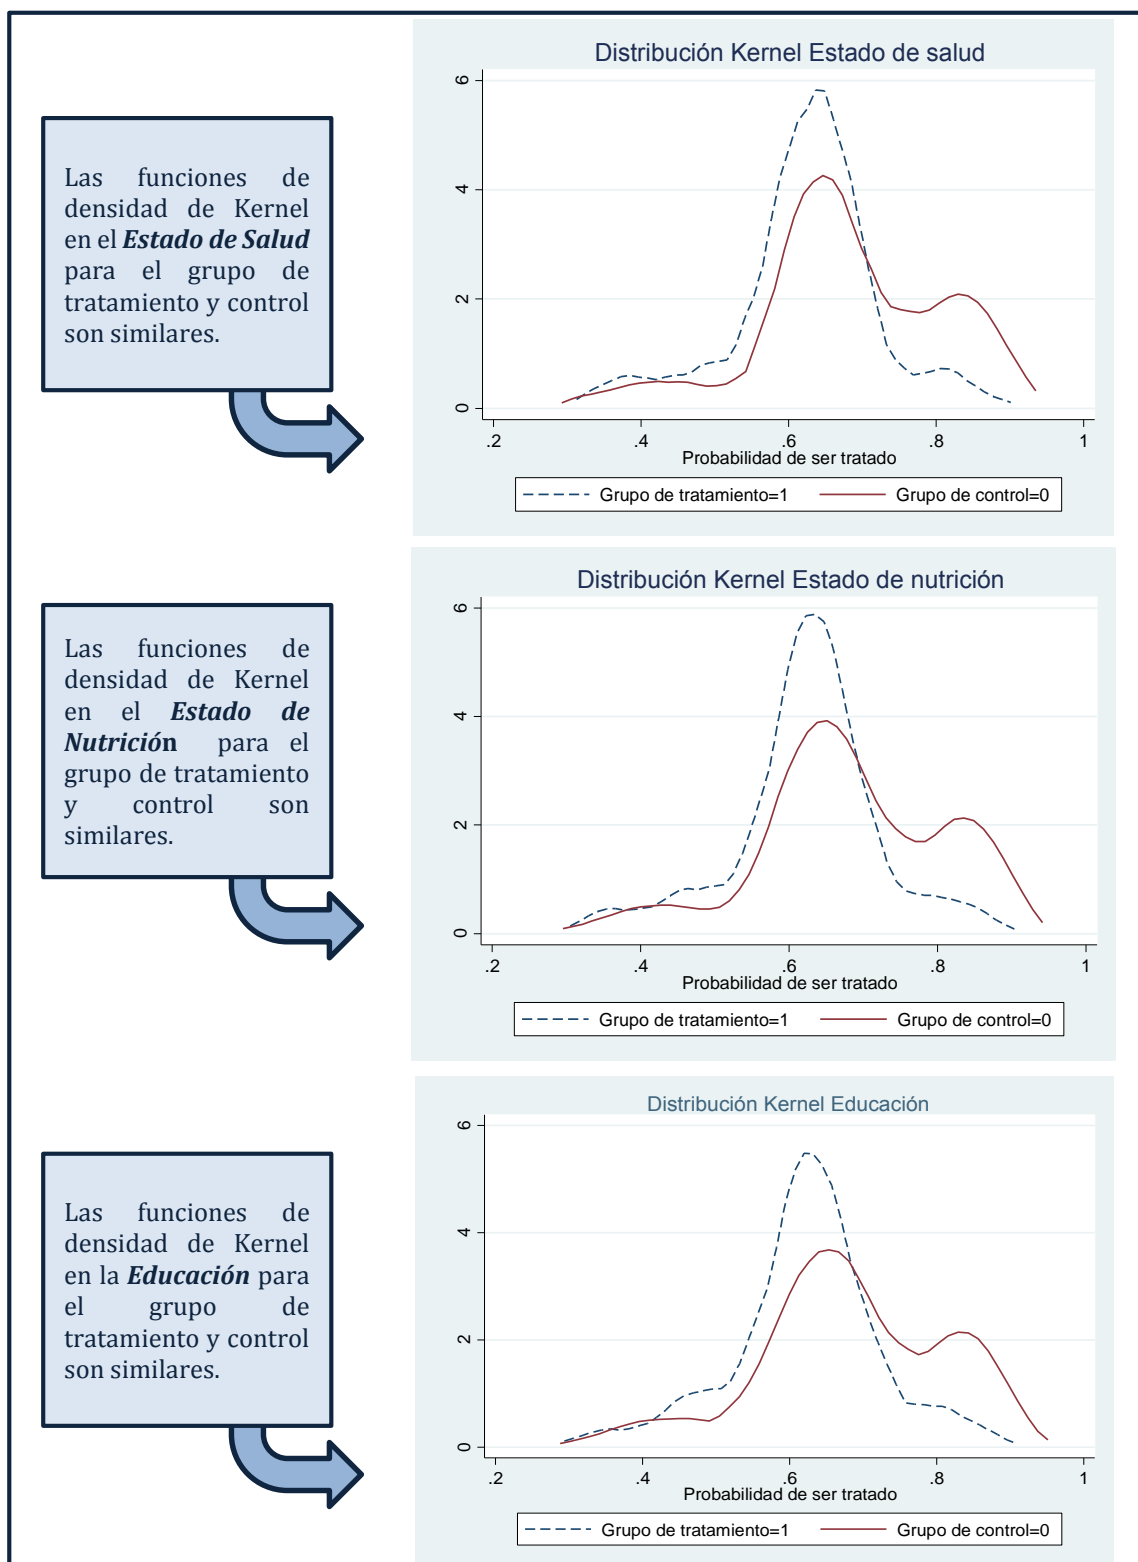 Distribución Kernel Estado de salud
Las funciones de
densidad de Kernel
en el Estado de Salud
para el grupo de
tratamiento y control
son similares.
6
4
2
0
.2 .4 .6 .8 1
Probabilidad de ser tratado
Grupo de tratamiento=1 Grupo de control=0
Distribución Kernel Estado de nutrición
Las funciones de
densidad de Kernel
en el Estado de
Nutrición para el
grupo de tratamiento
y control son
similares.
6
4
2
0
.2 .4 .6 .8 1
Probabilidad de ser tratado
Grupo de tratamiento=1 Grupo de control=0
Distribución Kernel Educación
Las funciones de
densidad de Kernel
en la Educación para
el grupo de
tratamiento y control
son similares.
6
4
2
0
.2 .4 .6 .8 1
Probabilidad de ser tratado
Grupo de tratamiento=1 Grupo de control=0